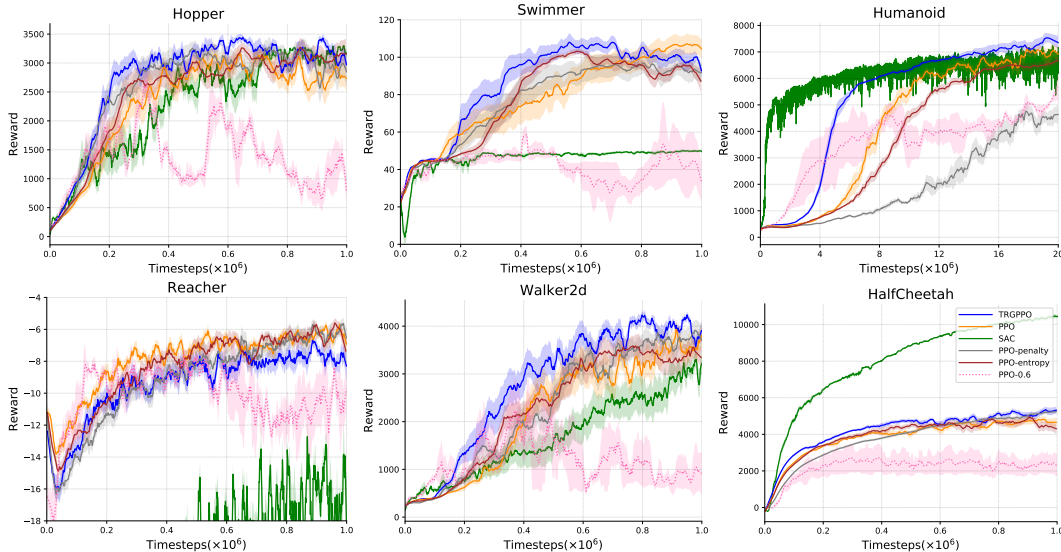 Hopper
Reward
3500
3000
2500
2000
1500
1000
500
0
0.0 0.2 0.4 0.6 0.8 1.0
Timesteps(×10⁶)
Swimmer
Reward
120
100
80
60
40
20
0
0.0 0.2 0.4 0.6 0.8 1.0
Timesteps(×10⁶)
Humanoid
Reward
8000
7000
6000
5000
4000
3000
2000
1000
0
0 4 8 12 16 20
Timesteps(×10⁶)
Reacher
Reward
−4
−6
−8
−10
−12
−14
−16
−18
0.0 0.2 0.4 0.6 0.8 1.0
Timesteps(×10⁶)
Walker2d
Reward
4000
3000
2000
1000
0
0.0 0.2 0.4 0.6 0.8 1.0
Timesteps(×10⁶)
HalfCheetah
Reward
10000
8000
6000
4000
2000
0
0.0 0.2 0.4 0.6 0.8 1.0
Timesteps(×10⁶)
TRGPPO
PPO
SAC
PPO-penalty
PPO-entropy
PPO-0.6